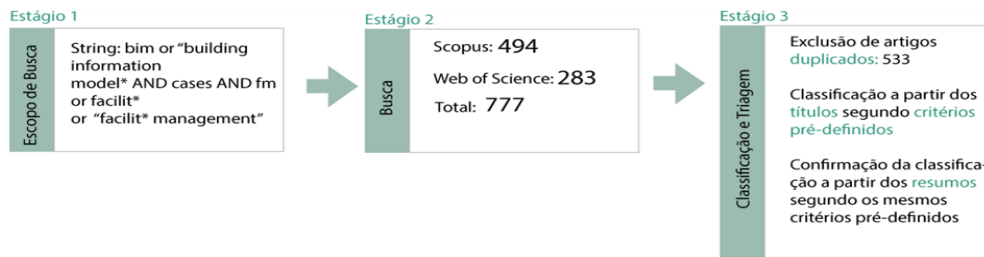 Estágio 1
Escopo de Busca
String: bim or “building
information
model* AND cases AND fm
or facilit*
or “facilit* management”
Estágio 2
Busca
Scopus: 494
Web of Science: 283
Total: 777
Estágio 3
Classificação e Triagem
Exclusão de artigos
duplicados: 533
Classificação a partir dos
títulos segundo critérios
pré-definidos
Confirmação da classifica-
ção a partir dos resumos
segundo os mesmos
critérios pré-definidos